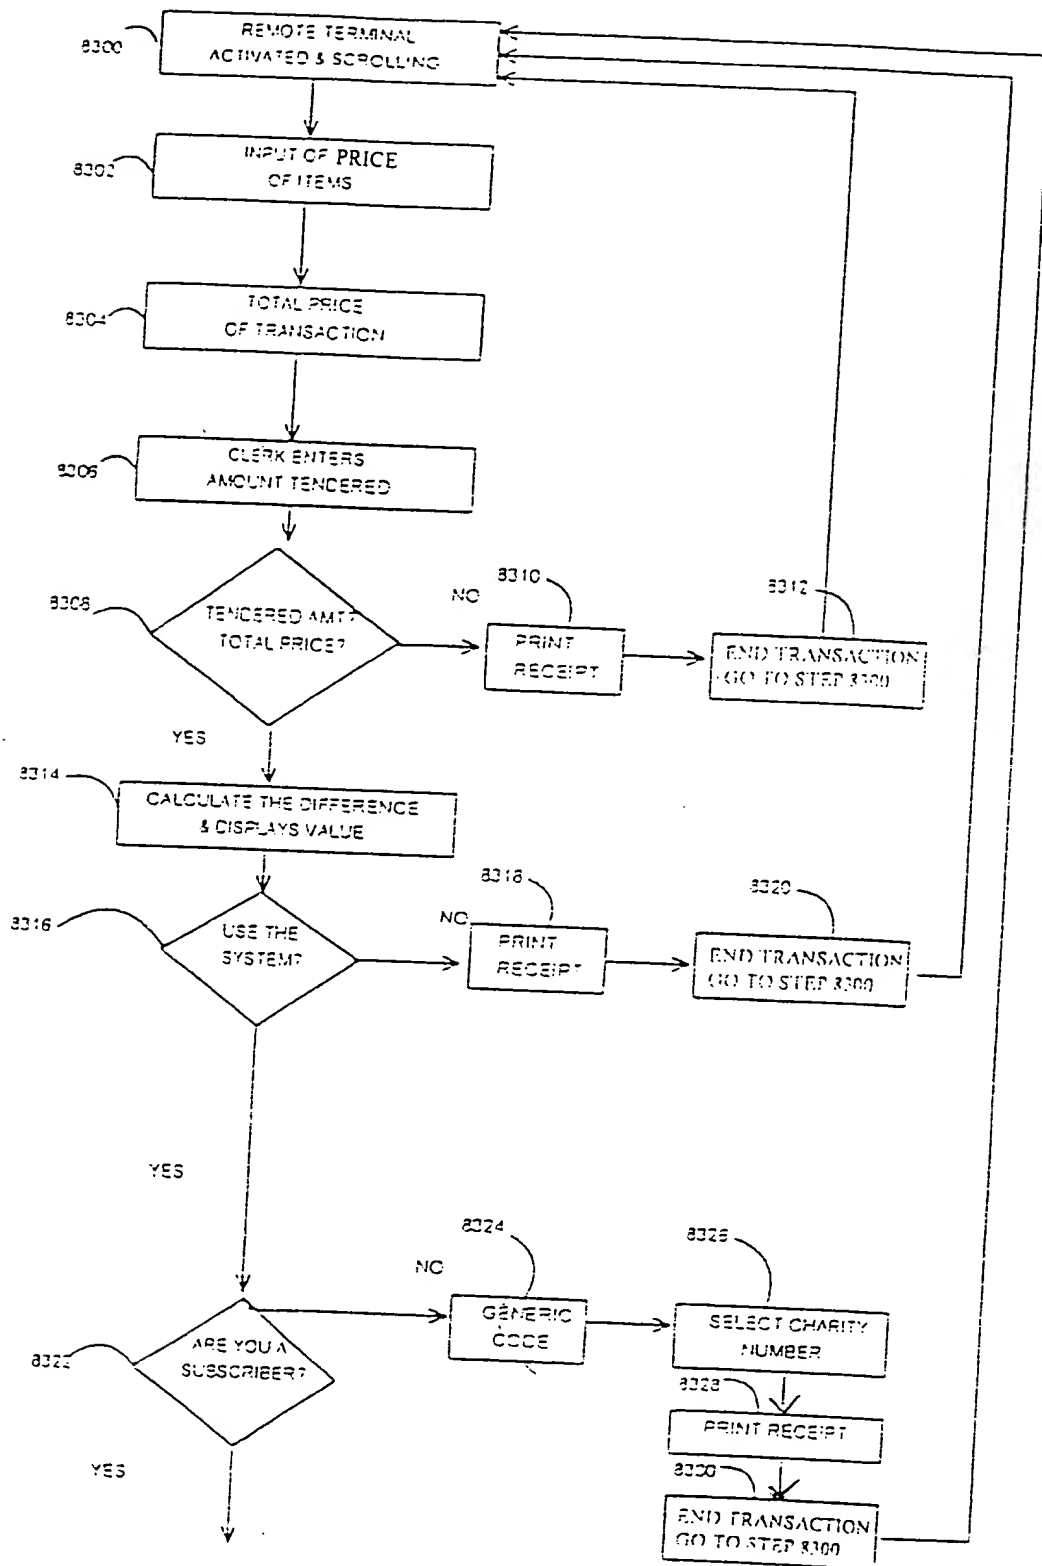 8300
REMOTE TERMINAL
ACTIVATED & SCROLLING
8302
INPUT OF PRICE
OF ITEMS
8304
TOTAL PRICE
OF TRANSACTION
8306
CLERK ENTERS
AMOUNT TENDERED
8308
TENDERED AMT?
TOTAL PRICE?
NO
8310
PRINT
RECEIPT
8312
END TRANSACTION
GO TO STEP 8300
YES
8314
CALCULATE THE DIFFERENCE
& DISPLAYS VALUE
8316
USE THE
SYSTEM?
NO
8318
PRINT
RECEIPT
8320
END TRANSACTION
GO TO STEP 8300
YES
8322
ARE YOU A
SUBSCRIBER?
NO
8324
GENERIC
CODE
8326
SELECT CHARITY
NUMBER
8328
PRINT RECEIPT
8330
END TRANSACTION
GO TO STEP 8300
YES